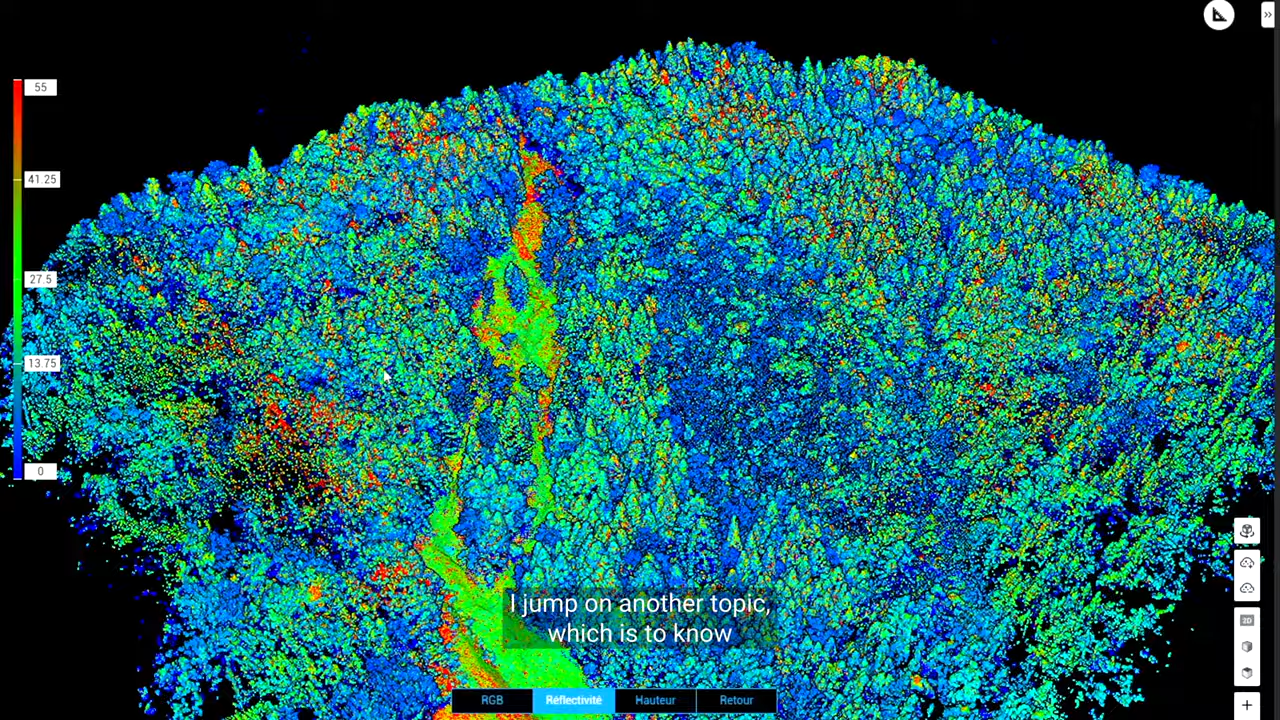 55
41.25
27.5
13.75
0
2D
I jump on another topic,
which is to know
RGB
Réflectivité
Hauteur
Retour